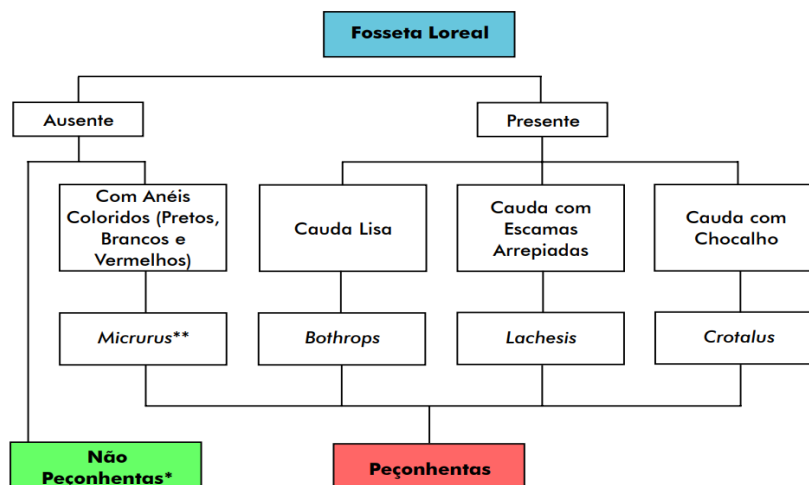 Fosseta Loreal
Ausente
Presente
Com Anéis
Coloridos (Pretos,
Brancos e
Vermelhos)
Cauda Lisa
Cauda com
Escamas
Arrepiadas
Cauda com
Chocalho
Micrurus**
Bothrops
Lachesis
Crotalus
Não
Peçonhentas*
Peçonhentas